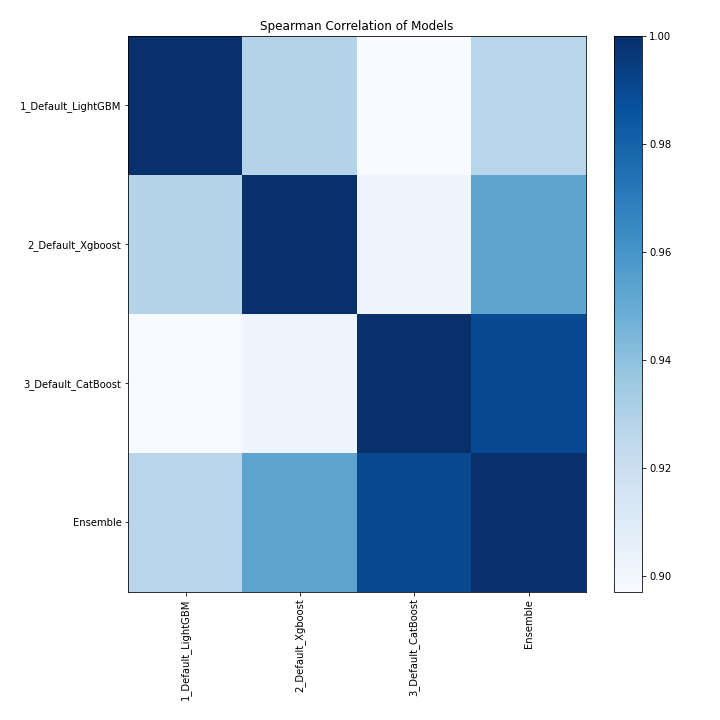 Spearman Correlation of Models
1_Default_LightGBM
2_Default_Xgboost
3_Default_CatBoost
Ensemble
1_Default_LightGBM
2_Default_Xgboost
3_Default_CatBoost
Ensemble
1.00
0.98
0.96
0.94
0.92
0.90